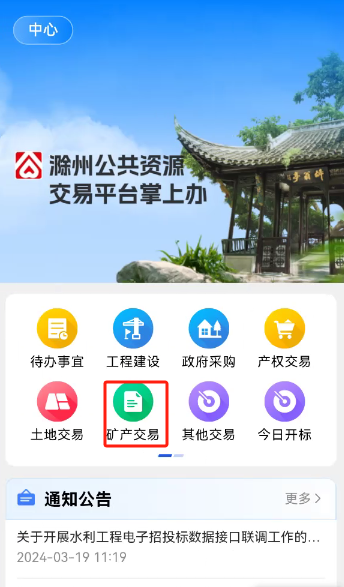 中心
滁州公共资源
交易平台掌上办
待办事宜
工程建设
政府采购
产权交易
土地交易
矿产交易
其他交易
今日开标
通知公告
更多
关于开展水利工程电子招投标数据接口联调工作的...
2024-03-19 11:19